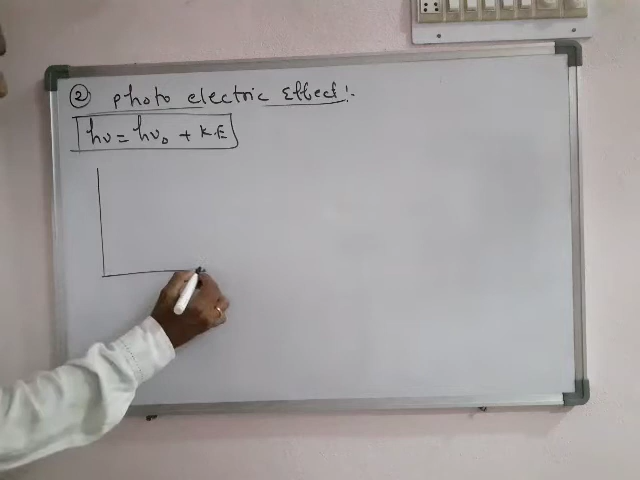 ② photo electric Effect:-
hν = hν₀ + K.E